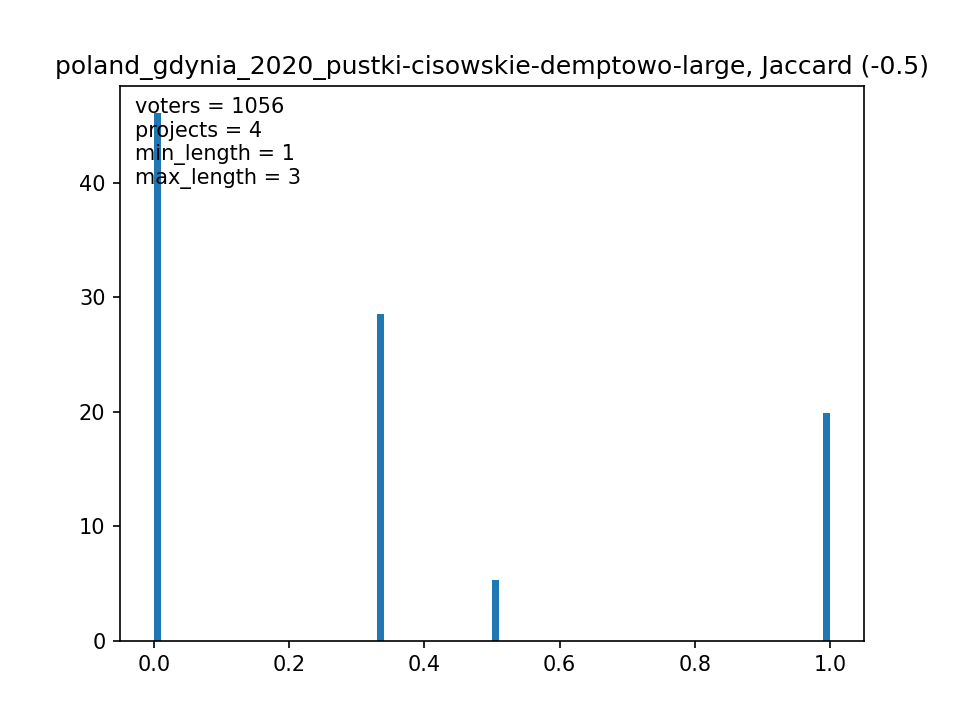 poland_gdynia_2020_pustki-cisowskie-demptowo-large, Jaccard (-0.5)
voters = 1056
projects = 4
min_length = 1
max_length = 3
40
30
20
10
0
0.0 0.2 0.4 0.6 0.8 1.0